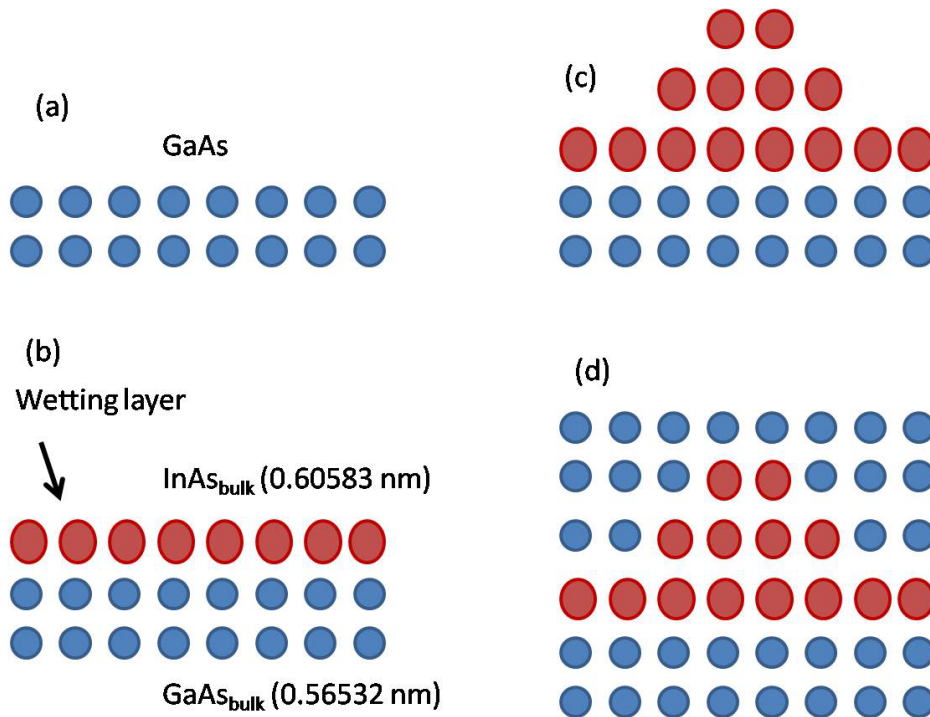 (a)
GaAs
(b)
Wetting layer
InAsbulk (0.60583 nm)
GaAsbulk (0.56532 nm)
(c)
(d)